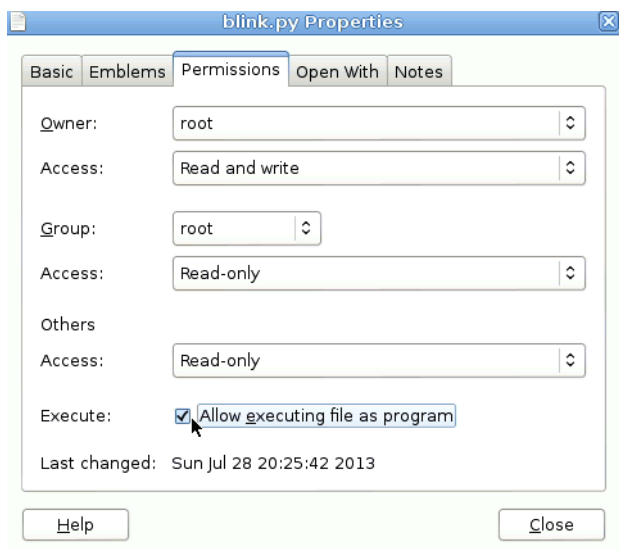 blink.py Properties
Basic Emblems Permissions Open With Notes
Owner: root
Access: Read and write
Group: root
Access: Read-only
Others
Access: Read-only
Execute: Allow executing file as program
Last changed: Sun Jul 28 20:25:42 2013
Help Close